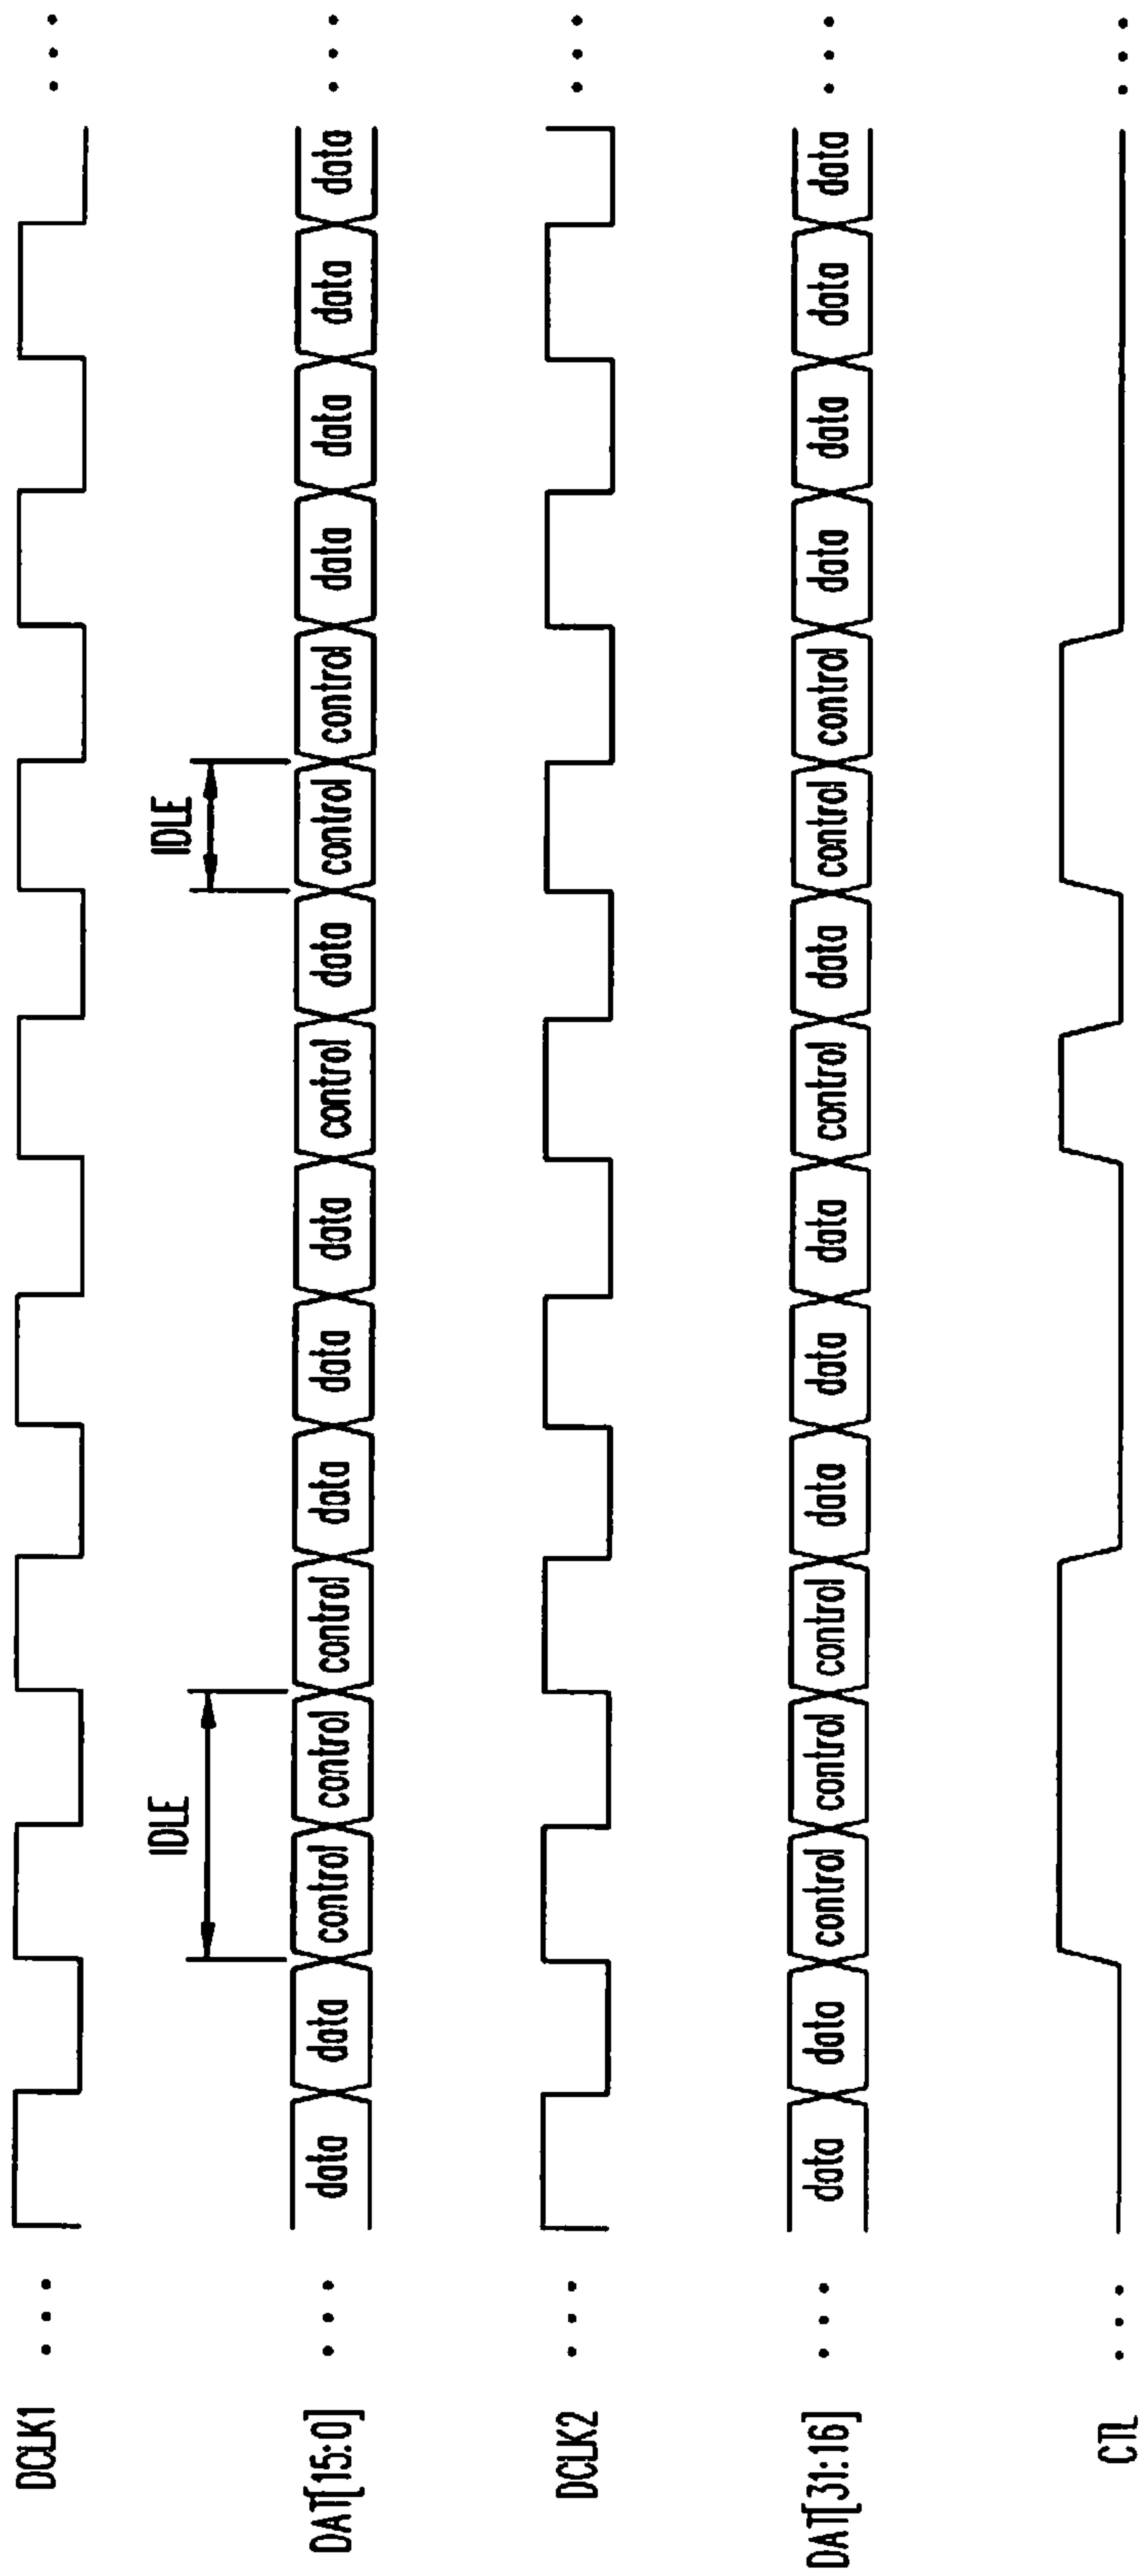 DCLK1
IDLE IDLE
DAT[15:0] data data control control control data data data control data control control data data data data
DCLK2
DAT[31:16] data data control control control data data data control data control control data data data data
CTL